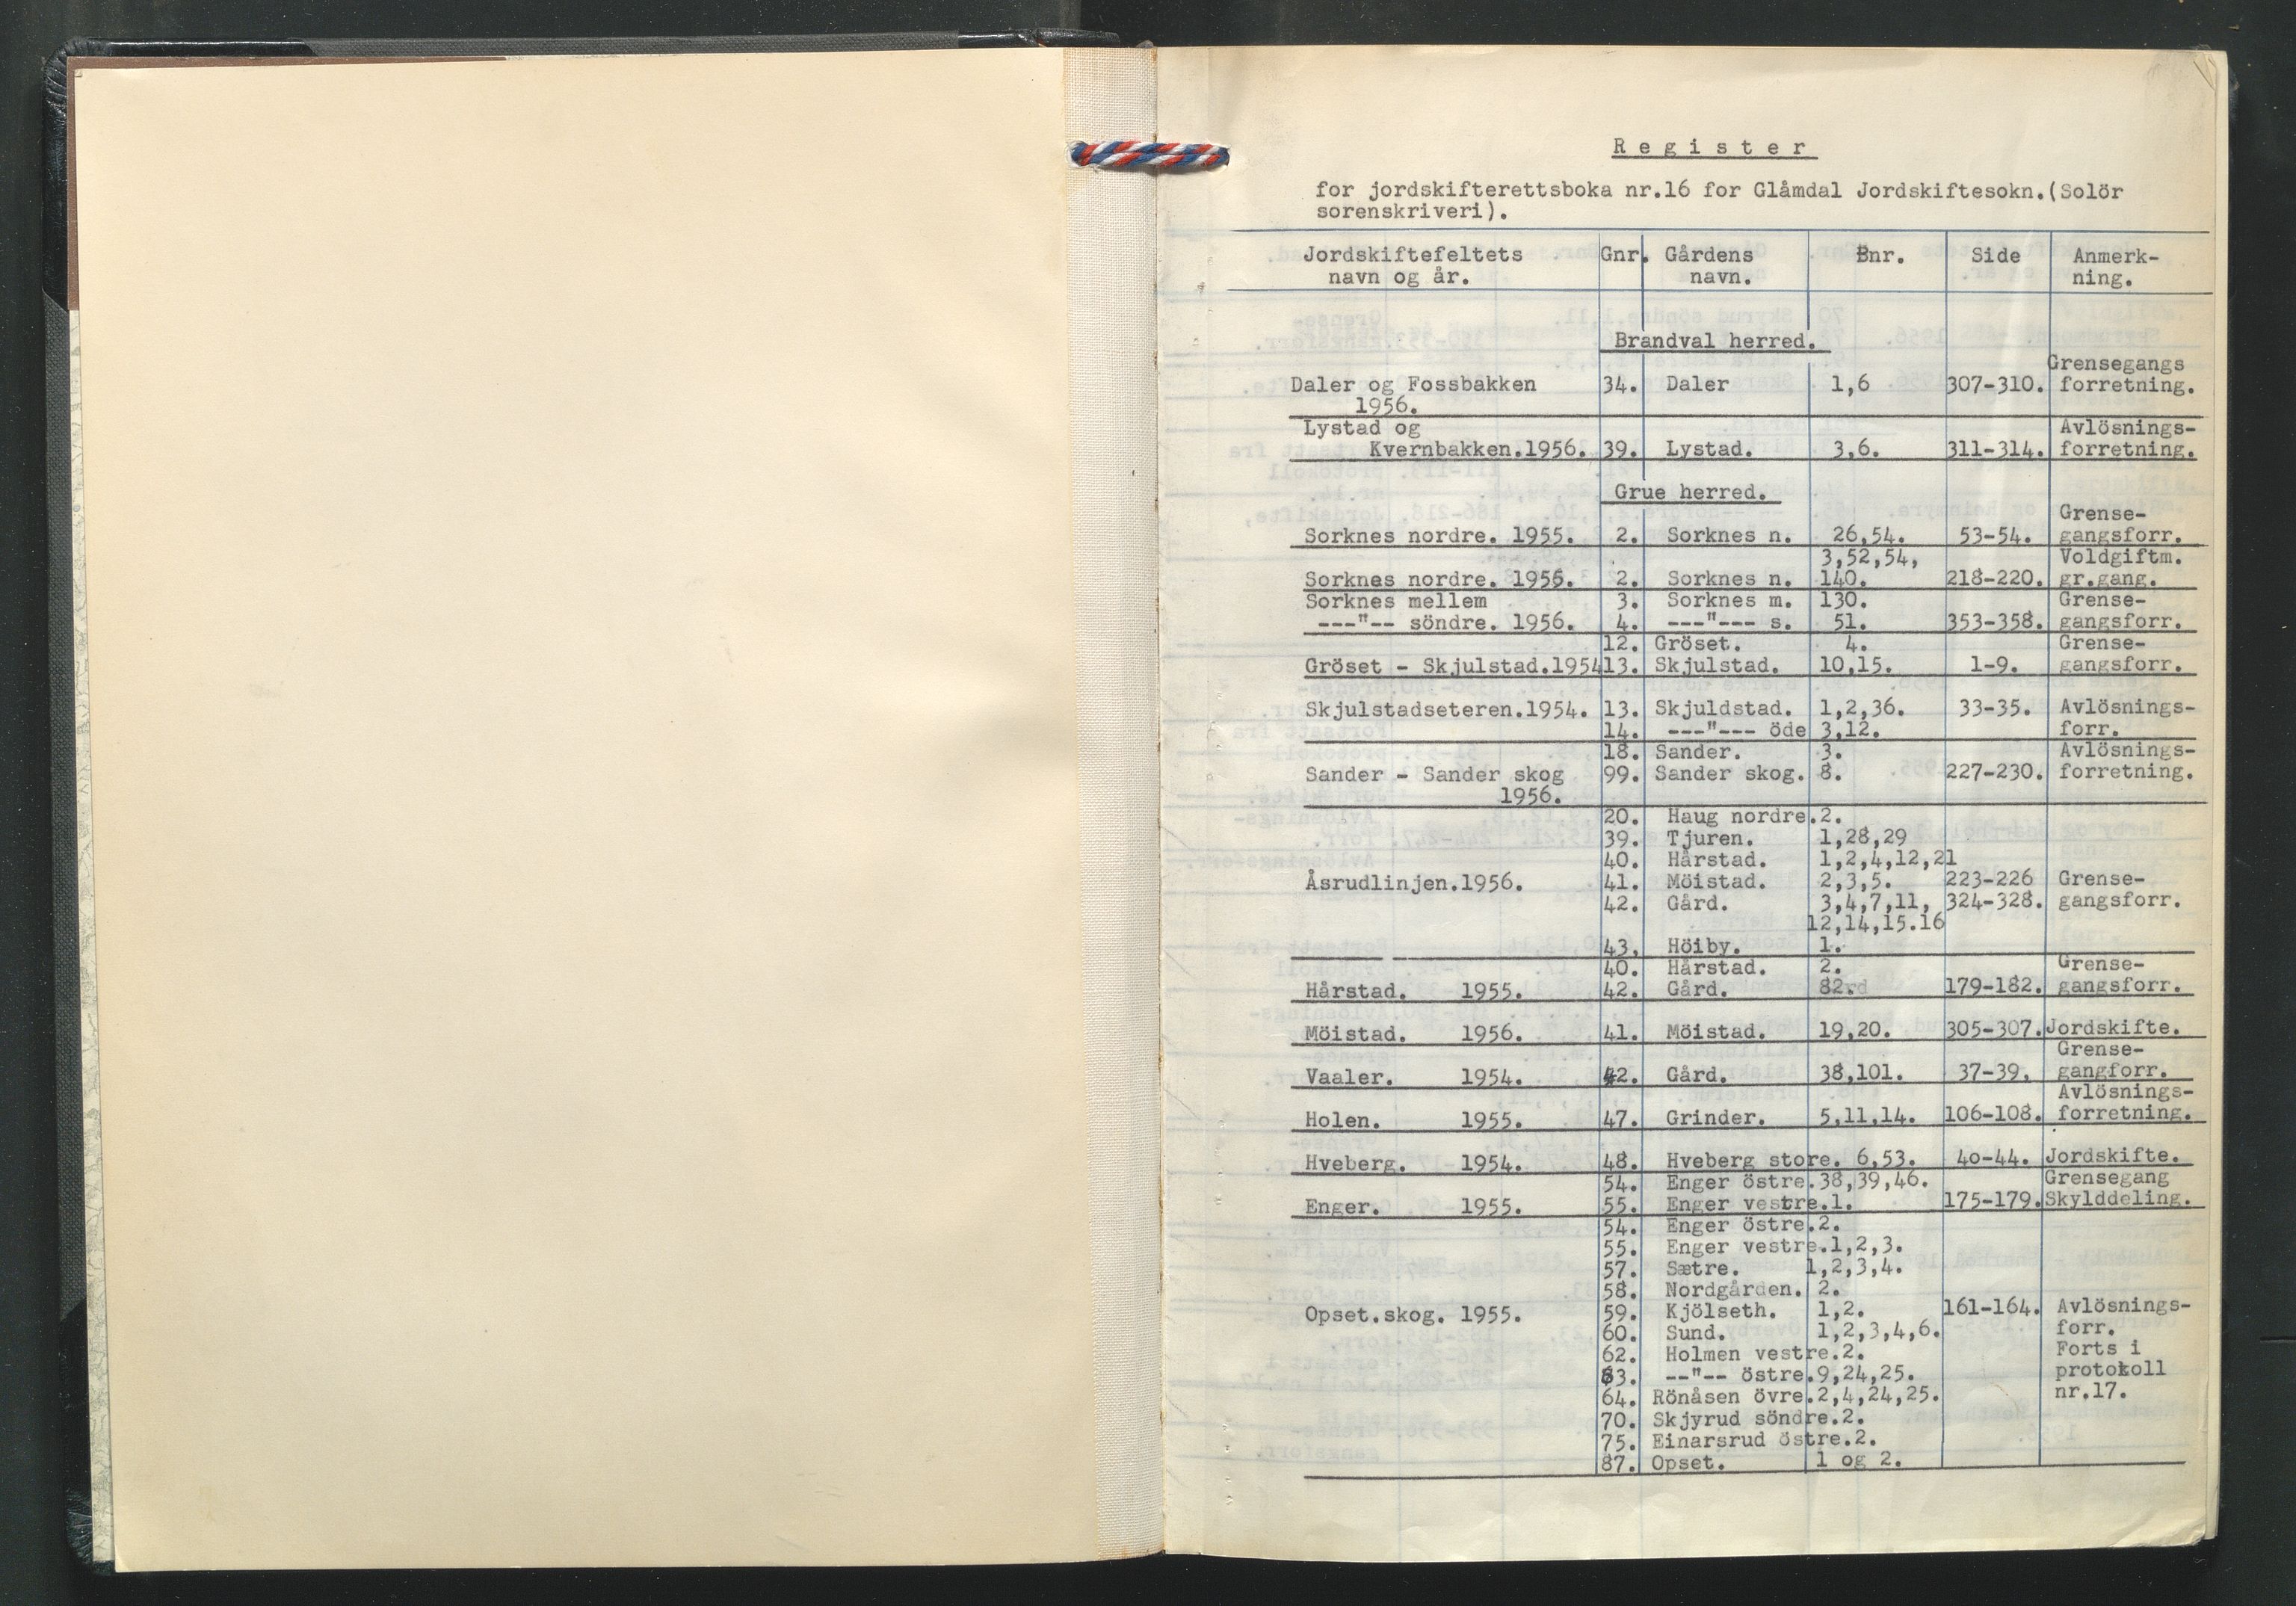 Register
for jordskifterettsboka nr.16 for Glåmdal Jordskiftesokn.(Solör
sorenskriveri).
Jordskiftefeltets Gnr. Gårdens Bnr. Side Anmerk-
navn og år. navn. ning.
Brandval herred.
Grensegangs
Daler og Fossbakken 34. Daler 1,6 307-310. forretning.
1956.
Lystad og Avlösnings-
Kvernbakken.1956. 39. Lystad. 3,6. 311-314. forretning.
Grue herred.
Grense-
Sorknes nordre. 1955. 2. Sorknes n. 26,54. 53-54. gangsforr.
3,52,54, Voldgiftm.
Sorknes nordre. 1956. 2. Sorknes n. 140. 218-220. gr.gang.
Sorknes mellem 3. Sorknes m. 130. Grense-
---"-- söndre. 1956. 4. ---"--- s. 51. 353-358. gangsforr.
12. Gröset. 4. Grense-
Gröset - Skjulstad.1954 13. Skjulstad. 10,15. 1-9. gangsforr.
Skjulstadseteren.1954. 13. Skjuldstad. 1,2,36. 33-35. Avlösnings-
14. ---"--- öde 3,12. forr.
18. Sander. 3. Avlösnings-
Sander - Sander skog 99. Sander skog. 8. 227-230. forretning.
1956.
20. Haug nordre.2.
39. Tjuren. 1,28,29
40. Hårstad. 1,2,4,12,21
Åsrudlinjen.1956. 41. Möistad. 2,3,5. 223-226 Grense-
42. Gård. 3,4,7,11, 324-328. gangsforr.
12,14,15.16
43, Höiby. 1.
40. Hårstad. 2. Grense-
Hårstad. 1955. 42. Gård. 82. 179-182. gangsforr.
Möistad. 1956. 41. Möistad. 19,20. 305-307. Jordskifte.
Grense-
Vaaler. 1954. 42. Gård. 38,101. 37-39. gangforr.
Avlösnings-
Holen. 1955. 47. Grinder. 5,11,14. 106-108. forretning.
Hveberg. 1954. 48. Hveberg store. 6,53. 40-44. Jordskifte.
54. Enger östre.38,39,46. Grensegang
Enger. 1955. 55. Enger vestre.1. 175-179. Skylddeling.
54. Enger östre.2.
55. Enger vestre.1,2,3.
57. Sætre. 1,2,3,4.
58. Nordgården. 2.
Opset.skog. 1955. 59. Kjölseth. 1,2. 161-164. Avlösnings-
60. Sund. 1,2,3,4,6. forr.
62. Holmen vestre.2. Forts i
63. --"-- östre.9,24,25. protokoll
64. Rönåsen övre.2,4,24,25. nr.17.
70. Skjyrud söndre.2.
75. Einarsrud östre.2.
87. Opset. 1 og 2.